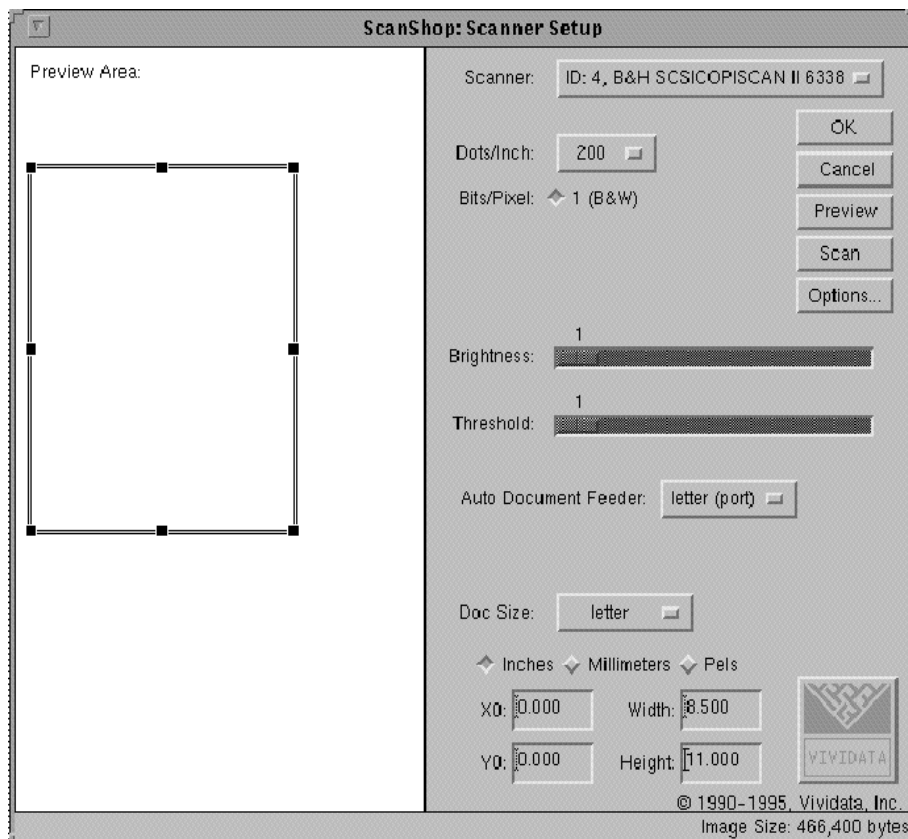 ScanShop: Scanner Setup
Preview Area:
Scanner: ID: 4, B&H SCSICOPISCAN II 6338
OK
Dots/Inch: 200
Cancel
Bits/Pixel: 1 (B&W)
Preview
Scan
Options...
1
Brightness:
1
Threshold:
Auto Document Feeder: letter (port)
Doc Size: letter
Inches Millimeters Pels
X0: 0.000 Width: 8.500
Y0: 0.000 Height: 11.000
VIVIDATA
© 1990-1995, Vividata, Inc.
Image Size: 466,400 bytes